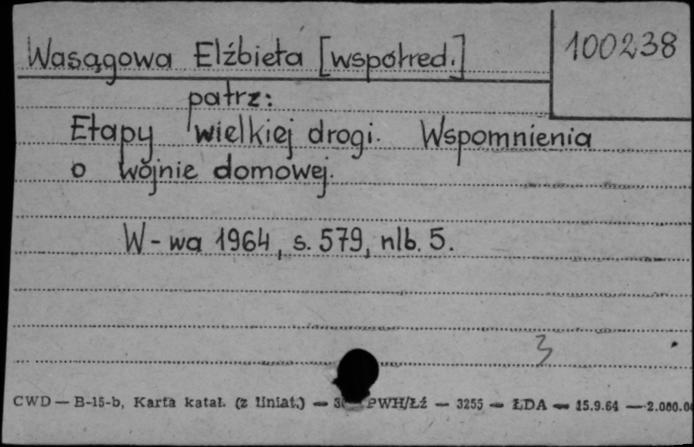 Wasągowa Elżbieta [współred.]
100238
patrz:
Etapy wielkiej drogi. Wspomnienia
o wojnie domowej.
W-wa 1964, s. 579, nlb. 5.
3
CWD — B-15-b, Karta katal. (z liniat.) — PWH/Łź — 3255 — ŁDA — 15.9.64 — 2.000.0